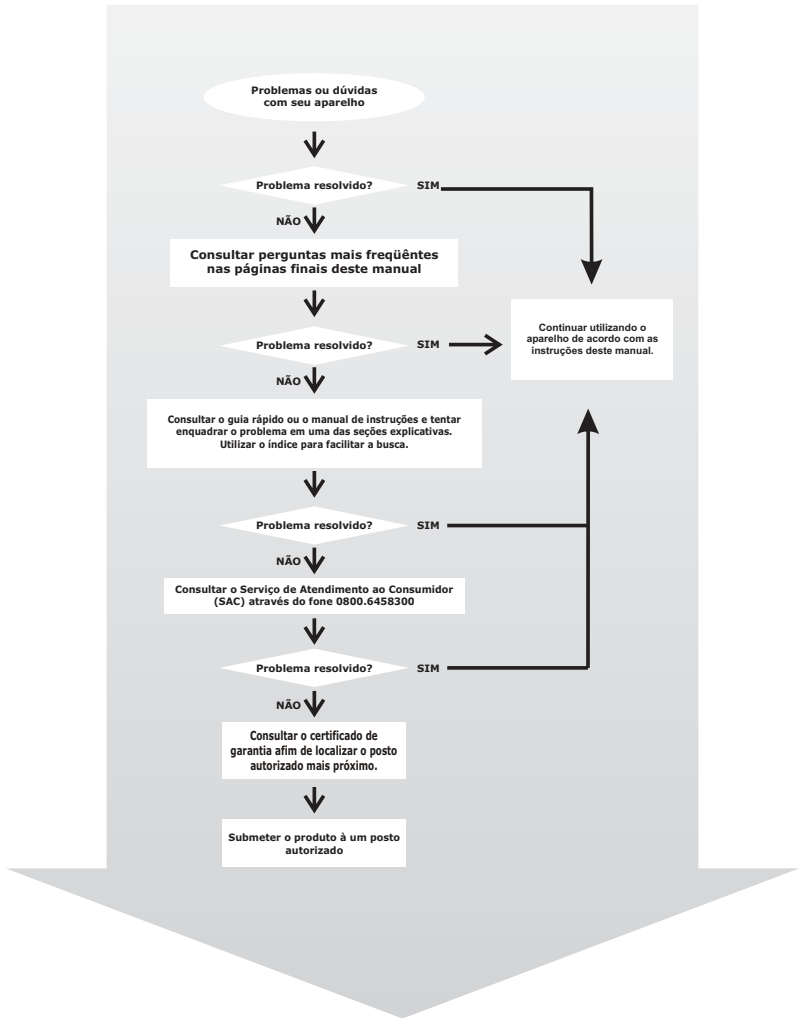 Problemas ou dúvidas
com seu aparelho
Problema resolvido?
SIM
NÃO
Consultar perguntas mais freqüêntes
nas páginas finais deste manual
Continuar utilizando o
aparelho de acordo com as
instruções deste manual.
Problema resolvido?
SIM
NÃO
Consultar o guia rápido ou o manual de instruções e tentar
enquadrar o problema em uma das seções explicativas.
Utilizar o índice para facilitar a busca.
Problema resolvido?
SIM
NÃO
Consultar o Serviço de Atendimento ao Consumidor
(SAC) através do fone 0800.6458300
Problema resolvido?
SIM
NÃO
Consultar o certificado de
garantia afim de localizar o posto
autorizado mais próximo.
Submeter o produto à um posto
autorizado